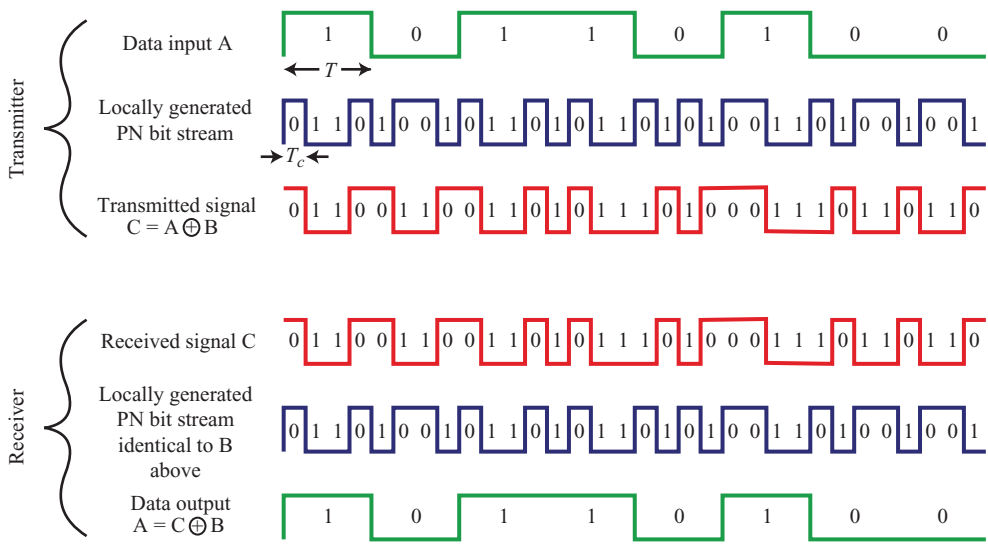 Transmitter
Data input A
1 0 1 1 0 1 0 0
T
Locally generated
PN bit stream
0 1 1 0 1 0 0 1 0 1 1 0 1 0 1 1 0 1 0 1 0 0 1 1 0 1 0 0 1 0 0 1
T_c
Transmitted signal
C = A ⊕ B
0 1 1 0 0 1 1 0 0 1 1 0 1 0 1 1 1 0 1 0 0 0 1 1 1 0 1 1 0 1 1 0
Receiver
Received signal C
0 1 1 0 0 1 1 0 0 1 1 0 1 0 1 1 1 0 1 0 0 0 1 1 1 0 1 1 0 1 1 0
Locally generated
PN bit stream
identical to B
above
0 1 1 0 1 0 0 1 0 1 1 0 1 0 1 1 0 1 0 1 0 0 1 1 0 1 0 0 1 0 0 1
Data output
A = C ⊕ B
1 0 1 1 0 1 0 0